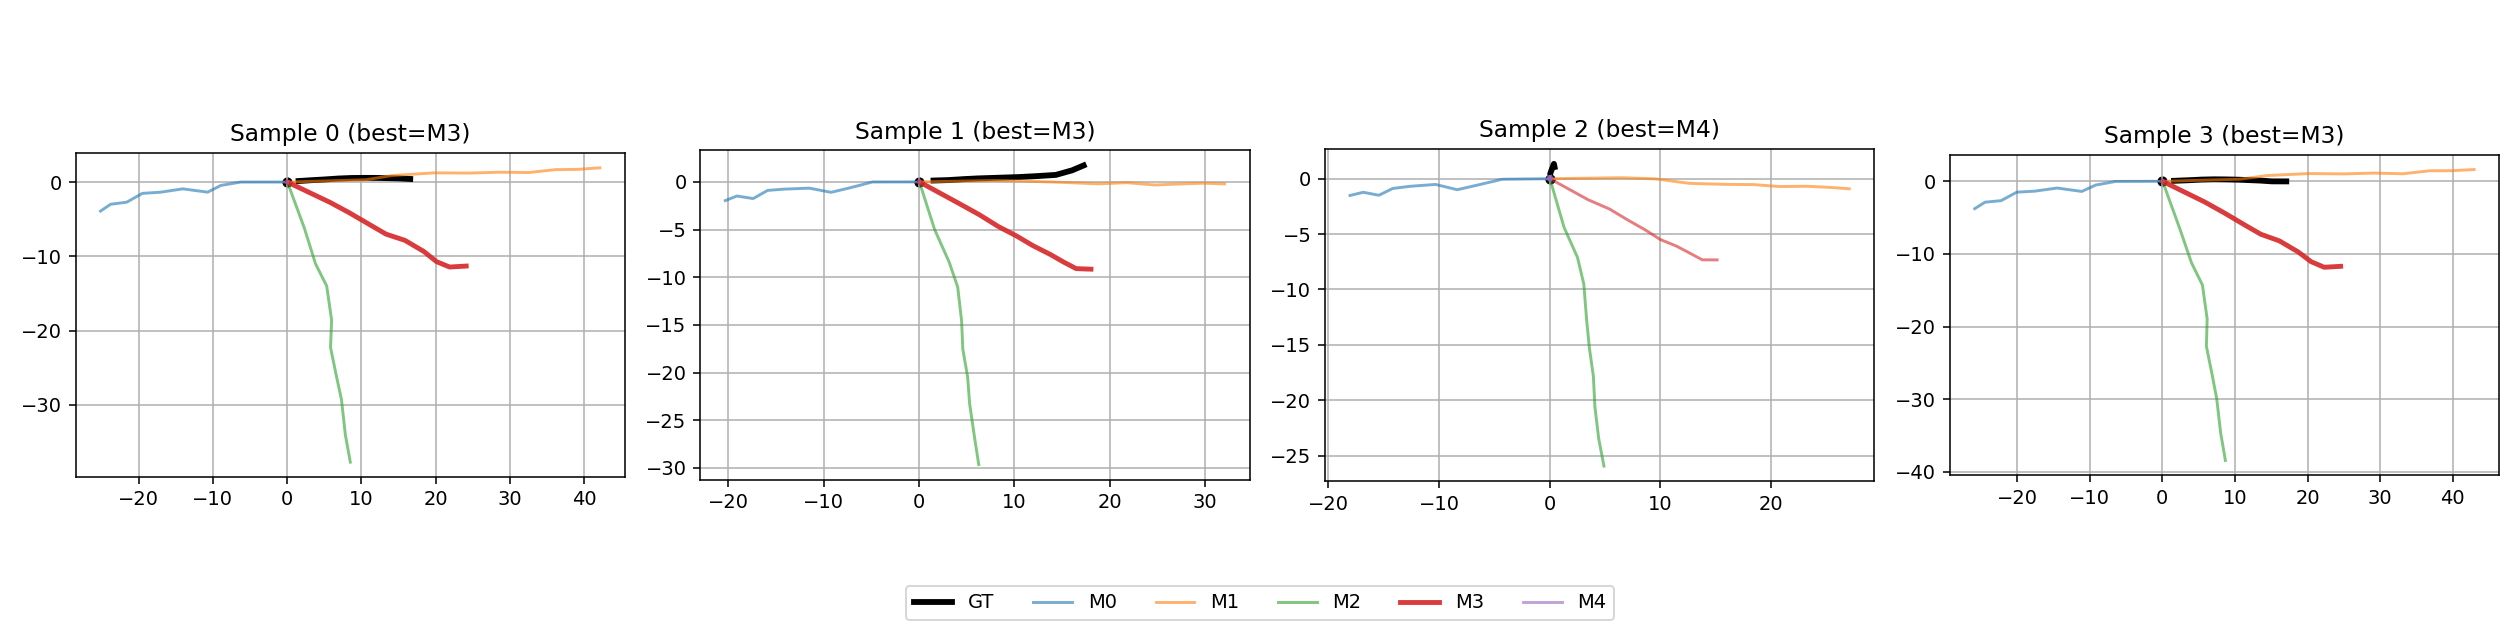 Sample 0 (best=M3)
0
−10
−20
−30
−20 −10 0 10 20 30 40
Sample 1 (best=M3)
0
−5
−10
−15
−20
−25
−30
−20 −10 0 10 20 30
Sample 2 (best=M4)
0
−5
−10
−15
−20
−25
−20 −10 0 10 20
Sample 3 (best=M3)
0
−10
−20
−30
−40
−20 −10 0 10 20 30 40
GT M0 M1 M2 M3 M4